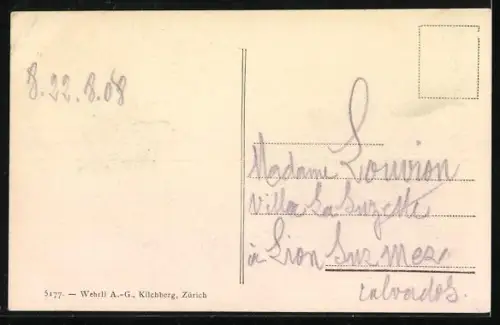 8.22.8.08
Madame Louvion
Villa La Suzette
à Lion Sur Mer
calvados.
5177. — Wehrli A.-G., Kilchberg, Zürich